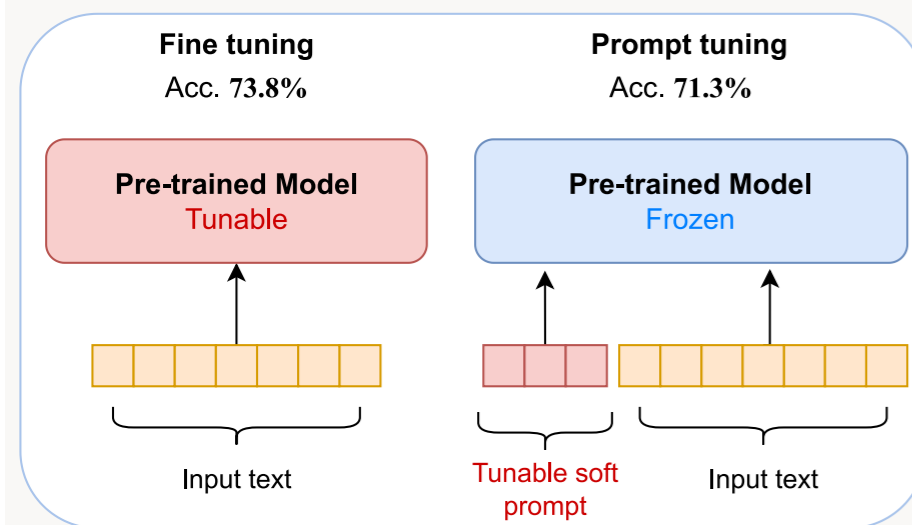 Fine tuning
Acc. 73.8%
Pre-trained Model
Tunable
Input text
Prompt tuning
Acc. 71.3%
Pre-trained Model
Frozen
Tunable soft
prompt
Input text